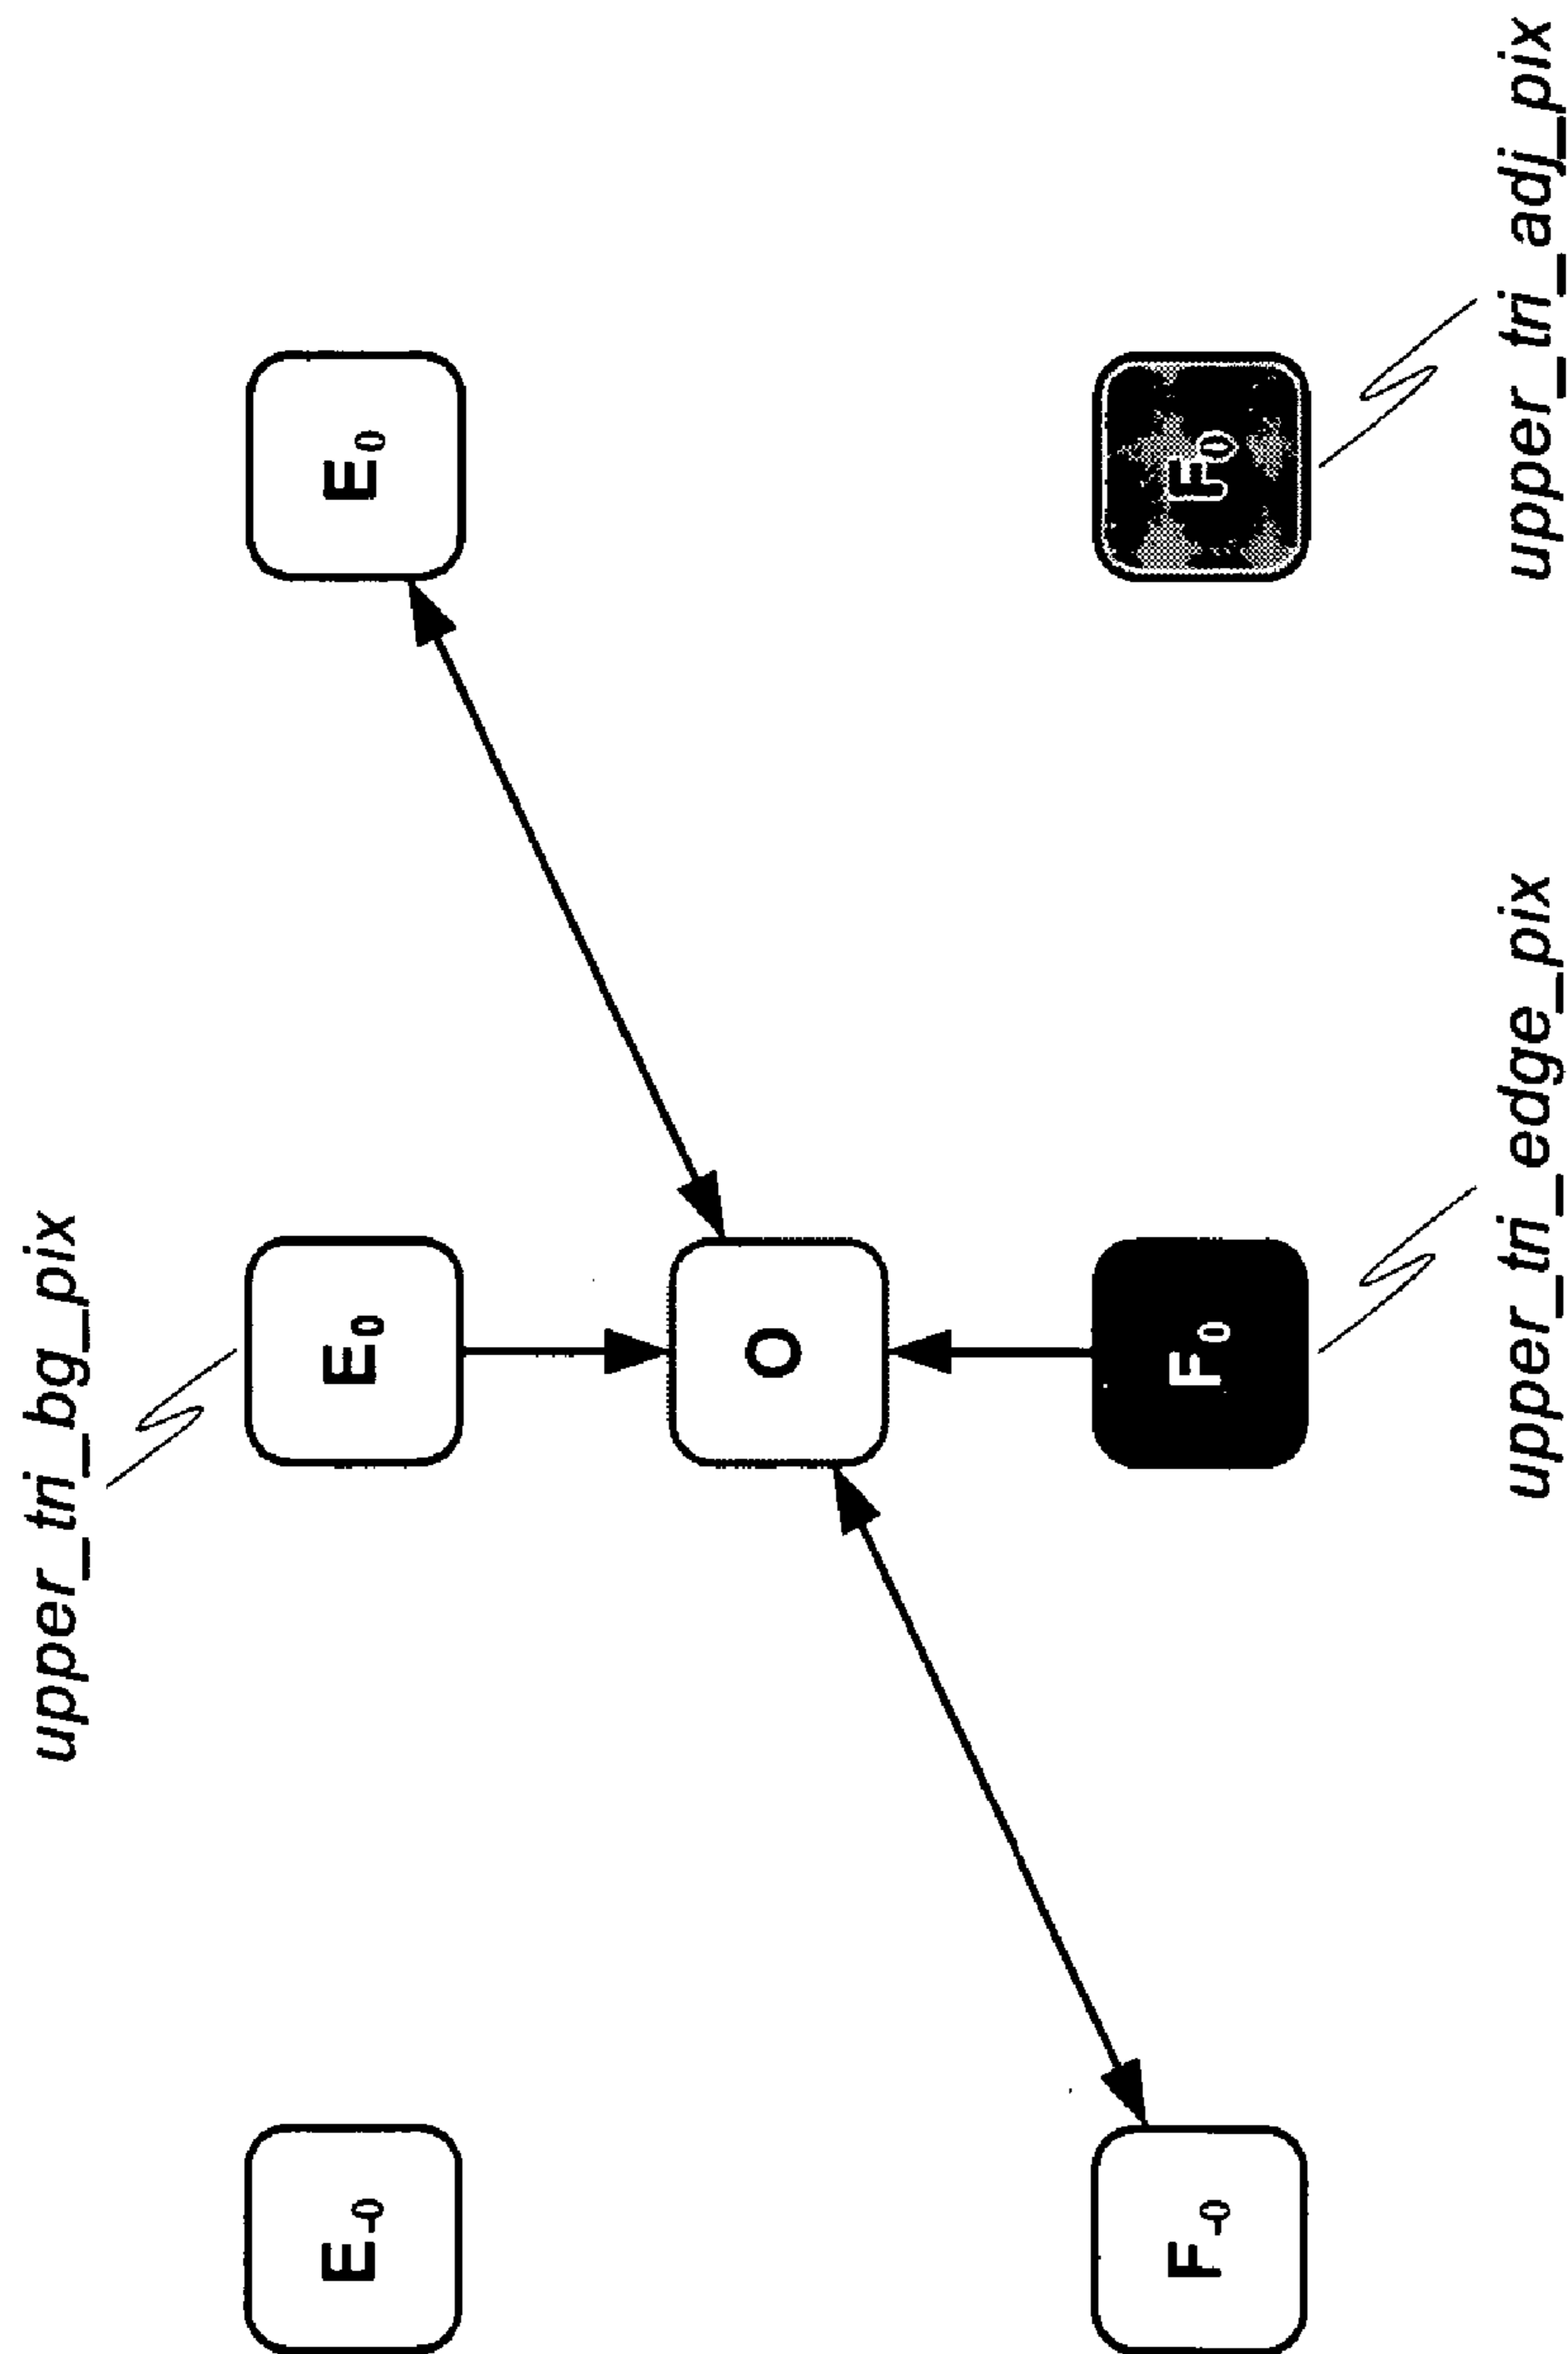 upper_tri_bg_pix
E₋₀ E₀ E₀
O
F₋₀ F₀ F₀
upper_tri_edge_pix upper_tri_adj_pix